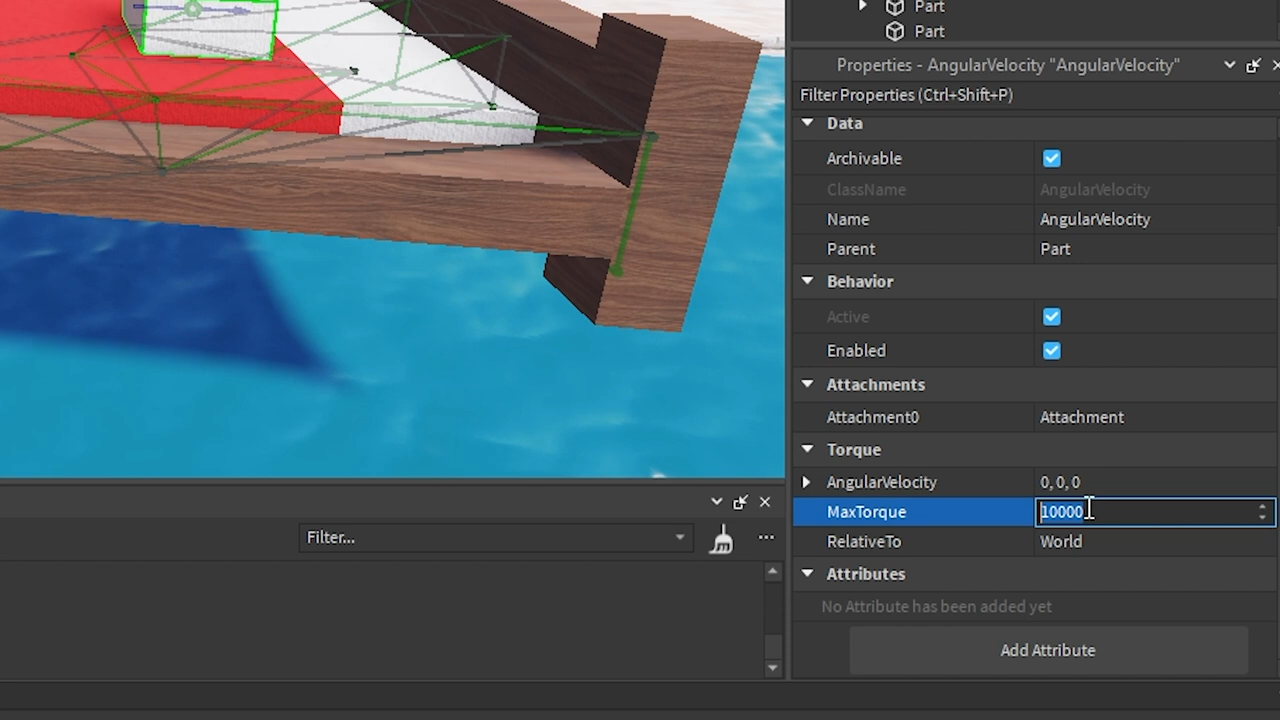 Part
Part
Properties - AngularVelocity "AngularVelocity"
Filter Properties (Ctrl+Shift+P)
Data
Archivable
ClassName AngularVelocity
Name AngularVelocity
Parent Part
Behavior
Active
Enabled
Attachments
Attachment0 Attachment
Torque
AngularVelocity 0, 0, 0
MaxTorque 10000
RelativeTo World
Attributes
No Attribute has been added yet
Add Attribute
Filter...